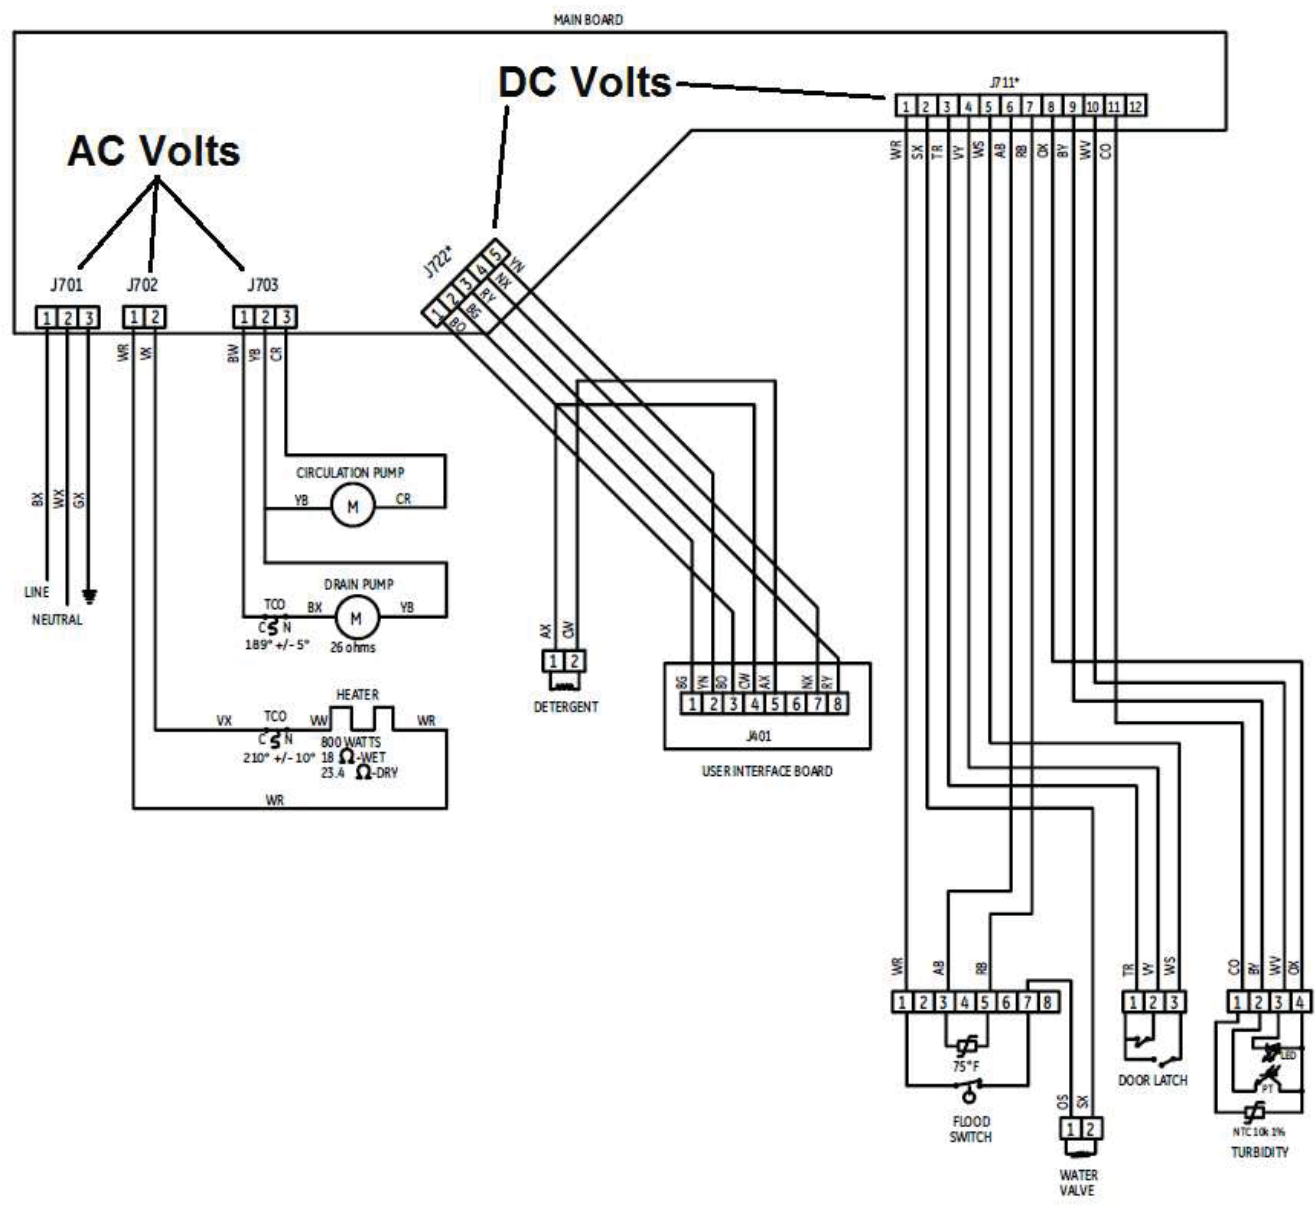 MAIN BOARD
DC Volts
J711*
1 2 3 4 5 6 7 8 9 10 11 12
WR SX TR VY WS AB RB OX BY WV CO
AC Volts
J722*
1 2 3 4 5
BO BG RY NX YN
J701 J702 J703
1 2 3 1 2 1 2 3
WR VX BW YB CR
BX WX GX
LINE
NEUTRAL
CIRCULATION PUMP
YB M CR
DRAIN PUMP
TCO BX M YB
C N
189° +/- 5° 26 ohms
HEATER
VX TCO VW WR
C N
210° +/- 10°
800 WATTS
18 Ω-WET
23.4 Ω-DRY
WR
AX CW
1 2
DETERGENT
BG YN BO CW AX NX RY
1 2 3 4 5 6 7 8
J401
USER INTERFACE BOARD
WR AB RB
1 2 3 4 5 6 7 8
75°F
FLOOD
SWITCH
OS SX
1 2
WATER
VALVE
TR VY WS
1 2 3
DOOR LATCH
CO BY WV OX
1 2 3 4
LED
PT
NTC 10k 1%
TURBIDITY